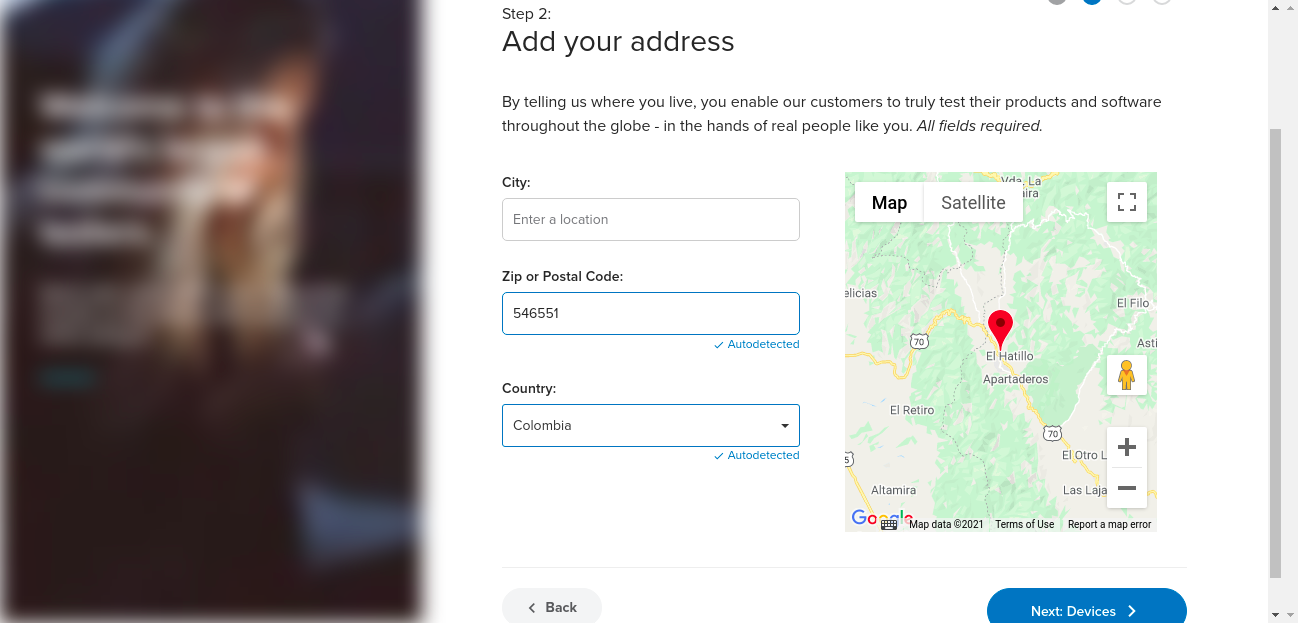 Step 2:
Add your address
By telling us where you live, you enable our customers to truly test their products and software
throughout the globe - in the hands of real people like you. All fields required.
City:
Enter a location
Zip or Postal Code:
546551
Autodetected
Country:
Colombia
Autodetected
Map
Satellite
Vda. La
aira
elicias
El Filo
70
Asti
El Hatillo
Apartaderos
El Retiro
70
El Otro L
5
Altamira
Las Laja
Google
Map data ©2021
Terms of Use
Report a map error
Back
Next: Devices